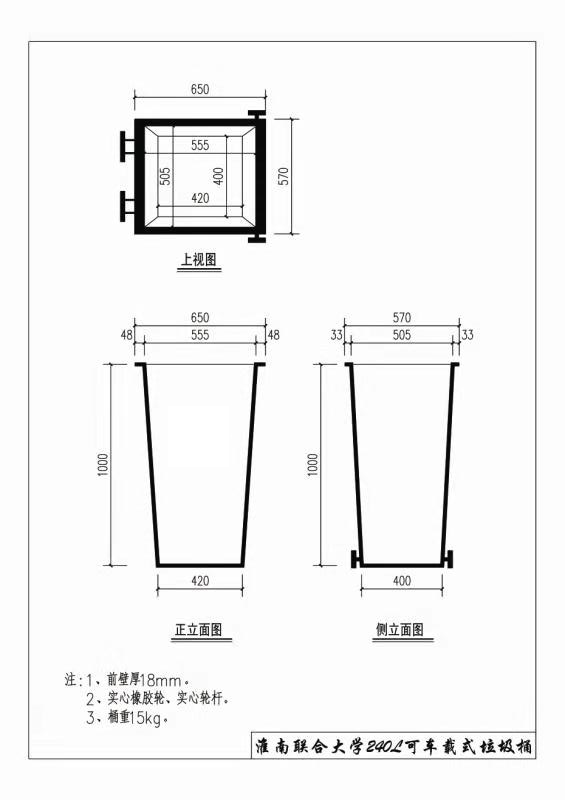 650
555
505
400
570
420
上视图
650
48 555 48
1000
420
正立面图
570
33 505 33
1000
400
侧立面图
注:1、前壁厚18mm。
2、实心橡胶轮、实心轮杆。
3、桶重15kg。
淮南联合大学240L可车载式垃圾桶